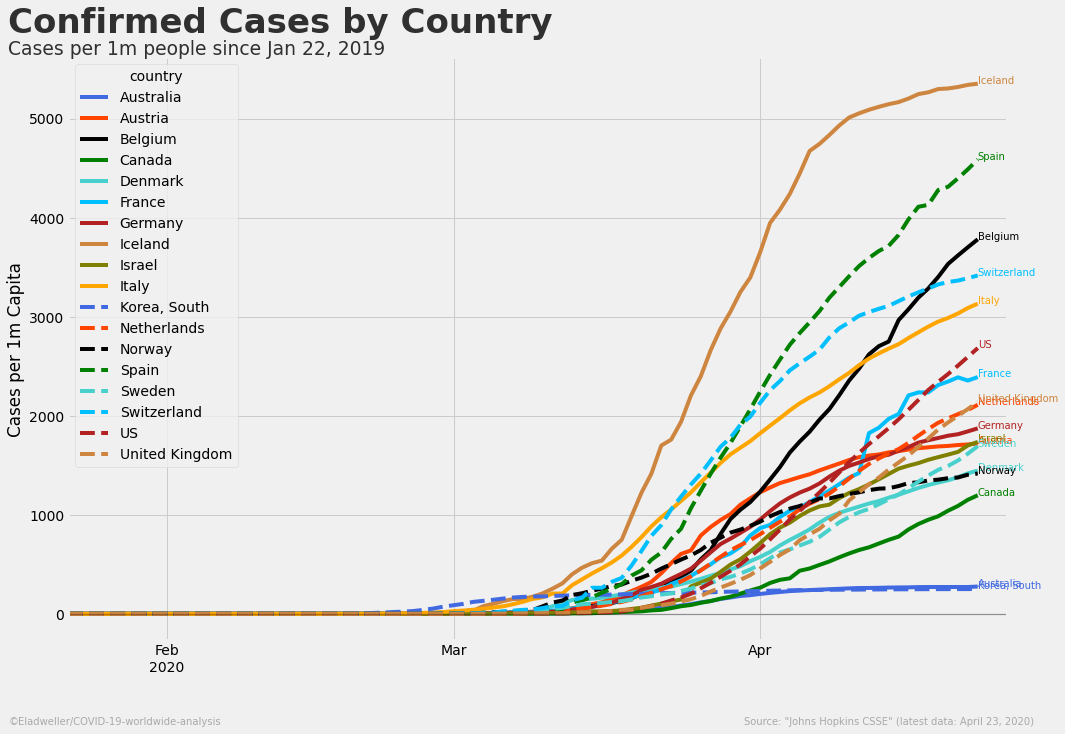 Confirmed Cases by Country
Cases per 1m people since Jan 22, 2019
country
Australia
Austria
Belgium
Canada
Denmark
France
Germany
Iceland
Israel
Italy
Korea, South
Netherlands
Norway
Spain
Sweden
Switzerland
US
United Kingdom
Cases per 1m Capita
5000
4000
3000
2000
1000
0
Iceland
Spain
Belgium
Switzerland
Italy
US
France
United Kingdom
Netherlands
Germany
Israel
Austria
Sweden
Denmark
Norway
Canada
Australia
Korea, South
Feb
2020
Mar
Apr
©Eladweller/COVID-19-worldwide-analysis
Source: "Johns Hopkins CSSE" (latest data: April 23, 2020)